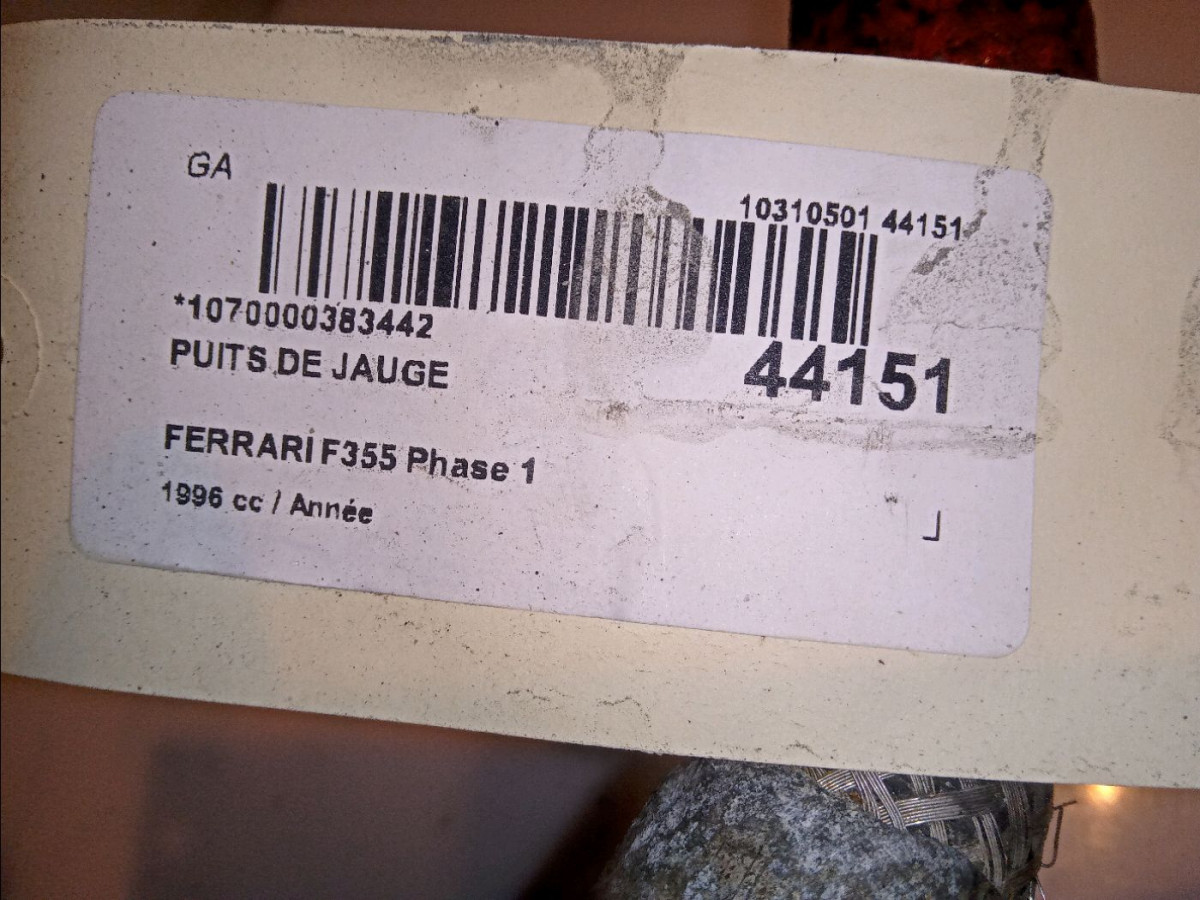 GA
10310501 44151
*1070000383442
44151
PUITS DE JAUGE
FERRARI F355 Phase 1
1996 cc / Année